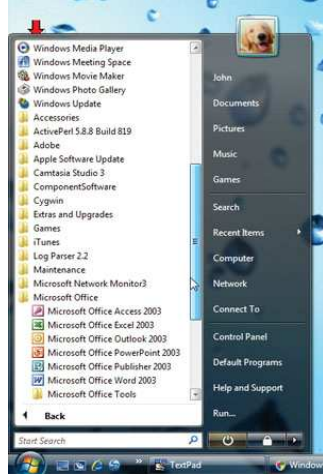 Windows Media Player
Windows Meeting Space
Windows Movie Maker
Windows Photo Gallery
Windows Update
Accessories
ActivePerl 5.8.8 Build 819
Adobe
Apple Software Update
Camtasia Studio 3
ComponentSoftware
Cygwin
Extras and Upgrades
Games
iTunes
Log Parser 2.2
Maintenance
Microsoft Network Monitor3
Microsoft Office
Microsoft Office Access 2003
Microsoft Office Excel 2003
Microsoft Office Outlook 2003
Microsoft Office PowerPoint 2003
Microsoft Office Publisher 2003
Microsoft Office Word 2003
Microsoft Office Tools
Back
Start Search
John
Documents
Pictures
Music
Games
Search
Recent Items
Computer
Network
Connect To
Control Panel
Default Programs
Help and Support
Run...
TextPad
Window